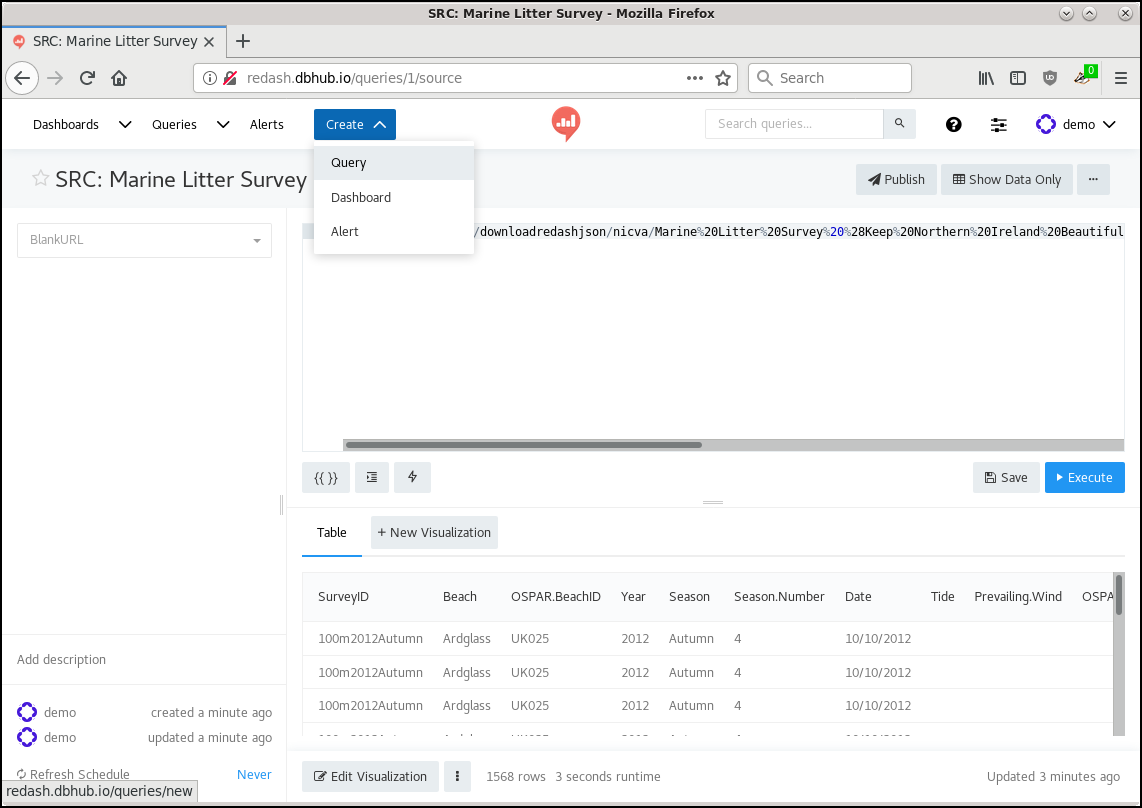 SRC: Marine Litter Survey - Mozilla Firefox
SRC: Marine Litter Survey
redash.dbhub.io/queries/1/source
Search
0
Dashboards Queries Alerts Create
Search queries...
demo
Query
Dashboard
Alert
SRC: Marine Litter Survey
Publish Show Data Only
BlankURL
/downloadredashjson/nicva/Marine%20Litter%20Survey%20%28Keep%20Northern%20Ireland%20Beautiful
{{ }}
Save Execute
Table + New Visualization
SurveyID Beach OSPAR.BeachID Year Season Season.Number Date Tide Prevailing.Wind OSPA
100m2012Autumn Ardglass UK025 2012 Autumn 4 10/10/2012
100m2012Autumn Ardglass UK025 2012 Autumn 4 10/10/2012
100m2012Autumn Ardglass UK025 2012 Autumn 4 10/10/2012
Add description
demo created a minute ago
demo updated a minute ago
Refresh Schedule Never
Edit Visualization 1568 rows 3 seconds runtime Updated 3 minutes ago
redash.dbhub.io/queries/new